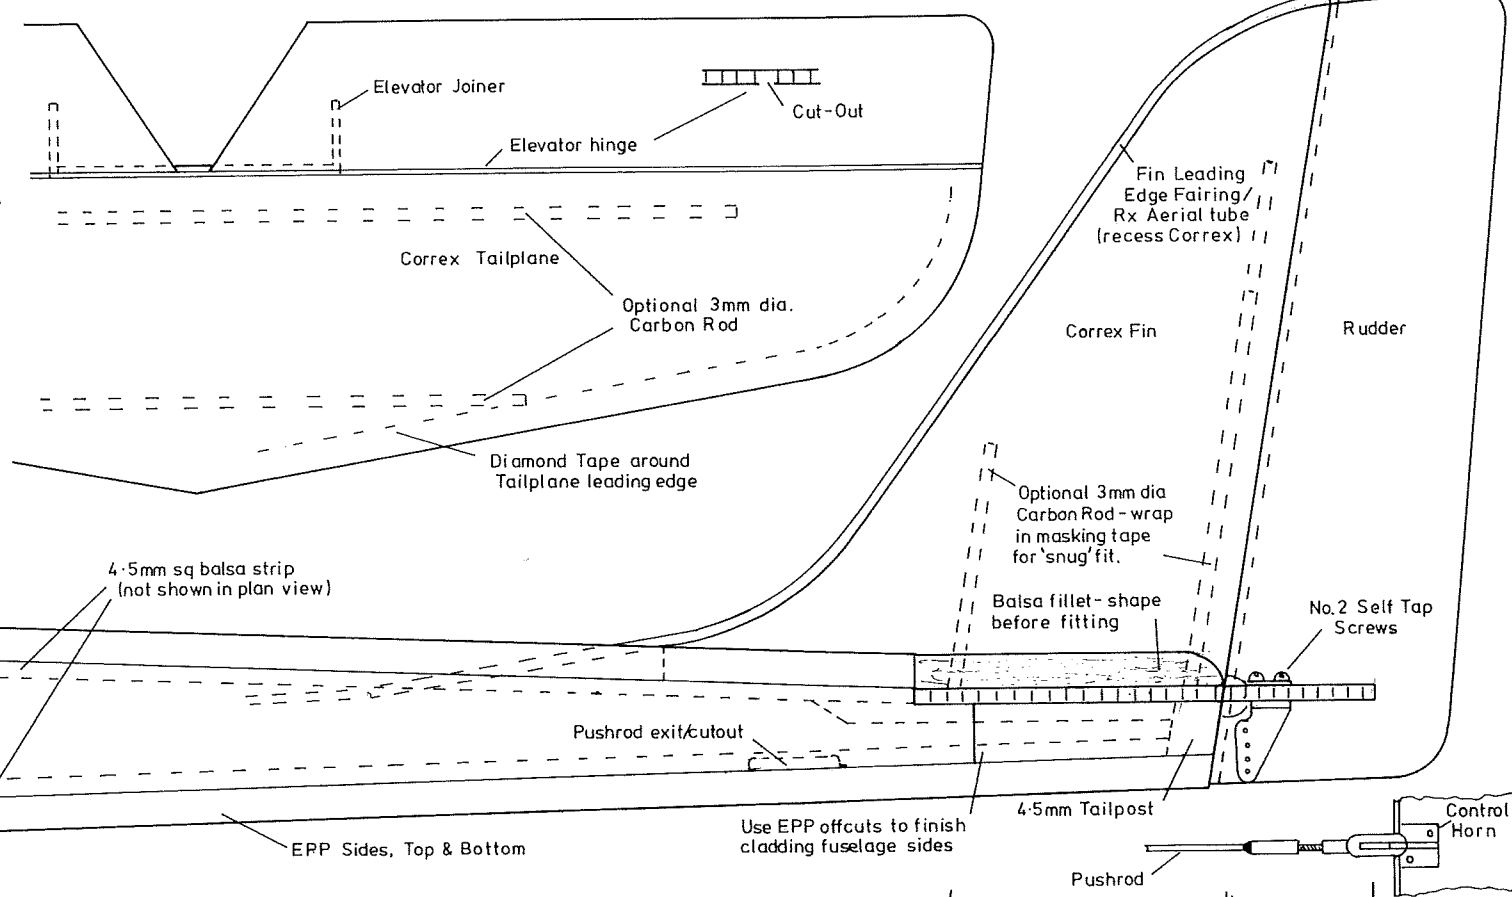 Elevator Joiner
Cut-Out
Elevator hinge
Correx Tailplane
Optional 3mm dia.
Carbon Rod
Diamond Tape around
Tailplane leading edge
Fin Leading
Edge Fairing/
Rx Aerial tube
(recess Correx)
Correx Fin
Rudder
Optional 3mm dia
Carbon Rod - wrap
in masking tape
for 'snug' fit.
4·5mm sq balsa strip
(not shown in plan view)
Balsa fillet - shape
before fitting
No.2 Self Tap
Screws
Pushrod exit/cutout
4·5mm Tailpost
Use EPP offcuts to finish
cladding fuselage sides
EPP Sides, Top & Bottom
Control
Horn
Pushrod